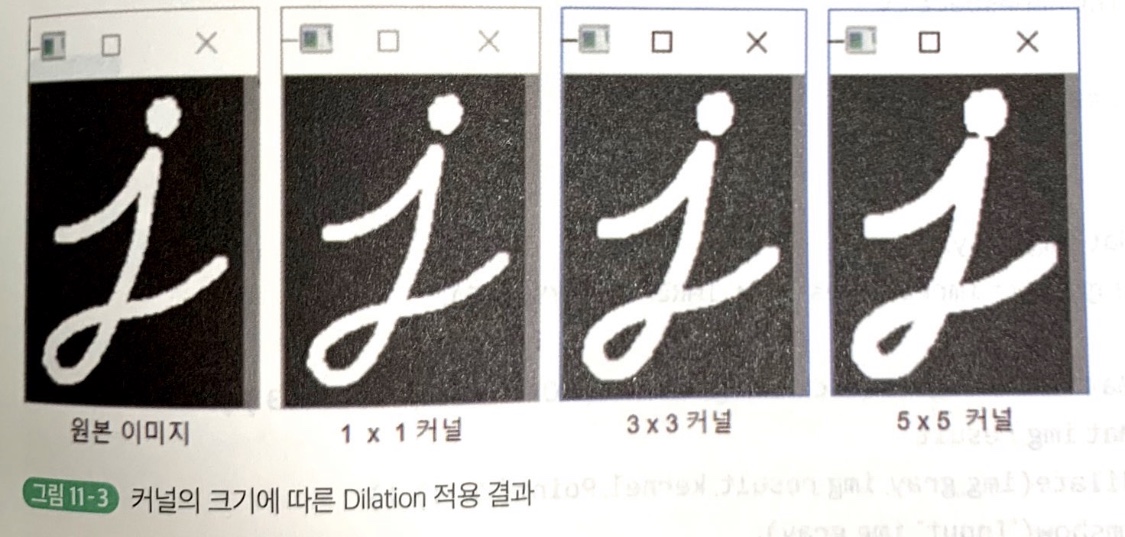 원본 이미지
1 x 1 커널
3 x 3 커널
5 x 5 커널
그림 11-3 커널의 크기에 따른 Dilation 적용 결과